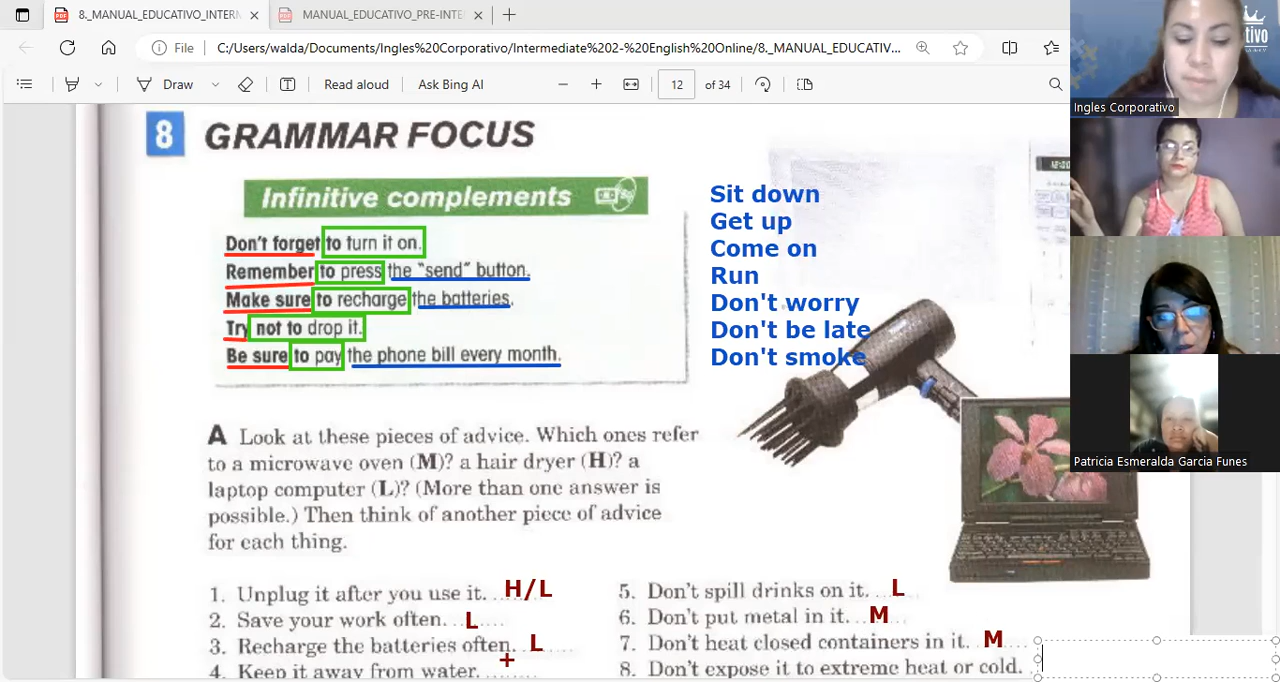 8._MANUAL_EDUCATIVO_INTERN
MANUAL_EDUCATIVO_PRE-INTE
File
C:/Users/walda/Documents/Ingles%20Corporativo/Intermediate%202-%20English%20Online/8._MANUAL_EDUCATIV...
Draw
Read aloud
Ask Bing AI
12
of 34
8 GRAMMAR FOCUS
Infinitive complements
Don't forget to turn it on.
Remember to press the "send" button.
Make sure to recharge the batteries.
Try not to drop it.
Be sure to pay the phone bill every month.
Sit down
Get up
Come on
Run
Don't worry
Don't be late
Don't smoke
A Look at these pieces of advice. Which ones refer
to a microwave oven (M)? a hair dryer (H)? a
laptop computer (L)? (More than one answer is
possible.) Then think of another piece of advice
for each thing.
1. Unplug it after you use it. H/L
2. Save your work often. L
3. Recharge the batteries often. L
4. Keep it away from water.
5. Don't spill drinks on it. L
6. Don't put metal in it. M
7. Don't heat closed containers in it. M
8. Don't expose it to extreme heat or cold.
Ingles Corporativo
Patricia Esmeralda Garcia Funes